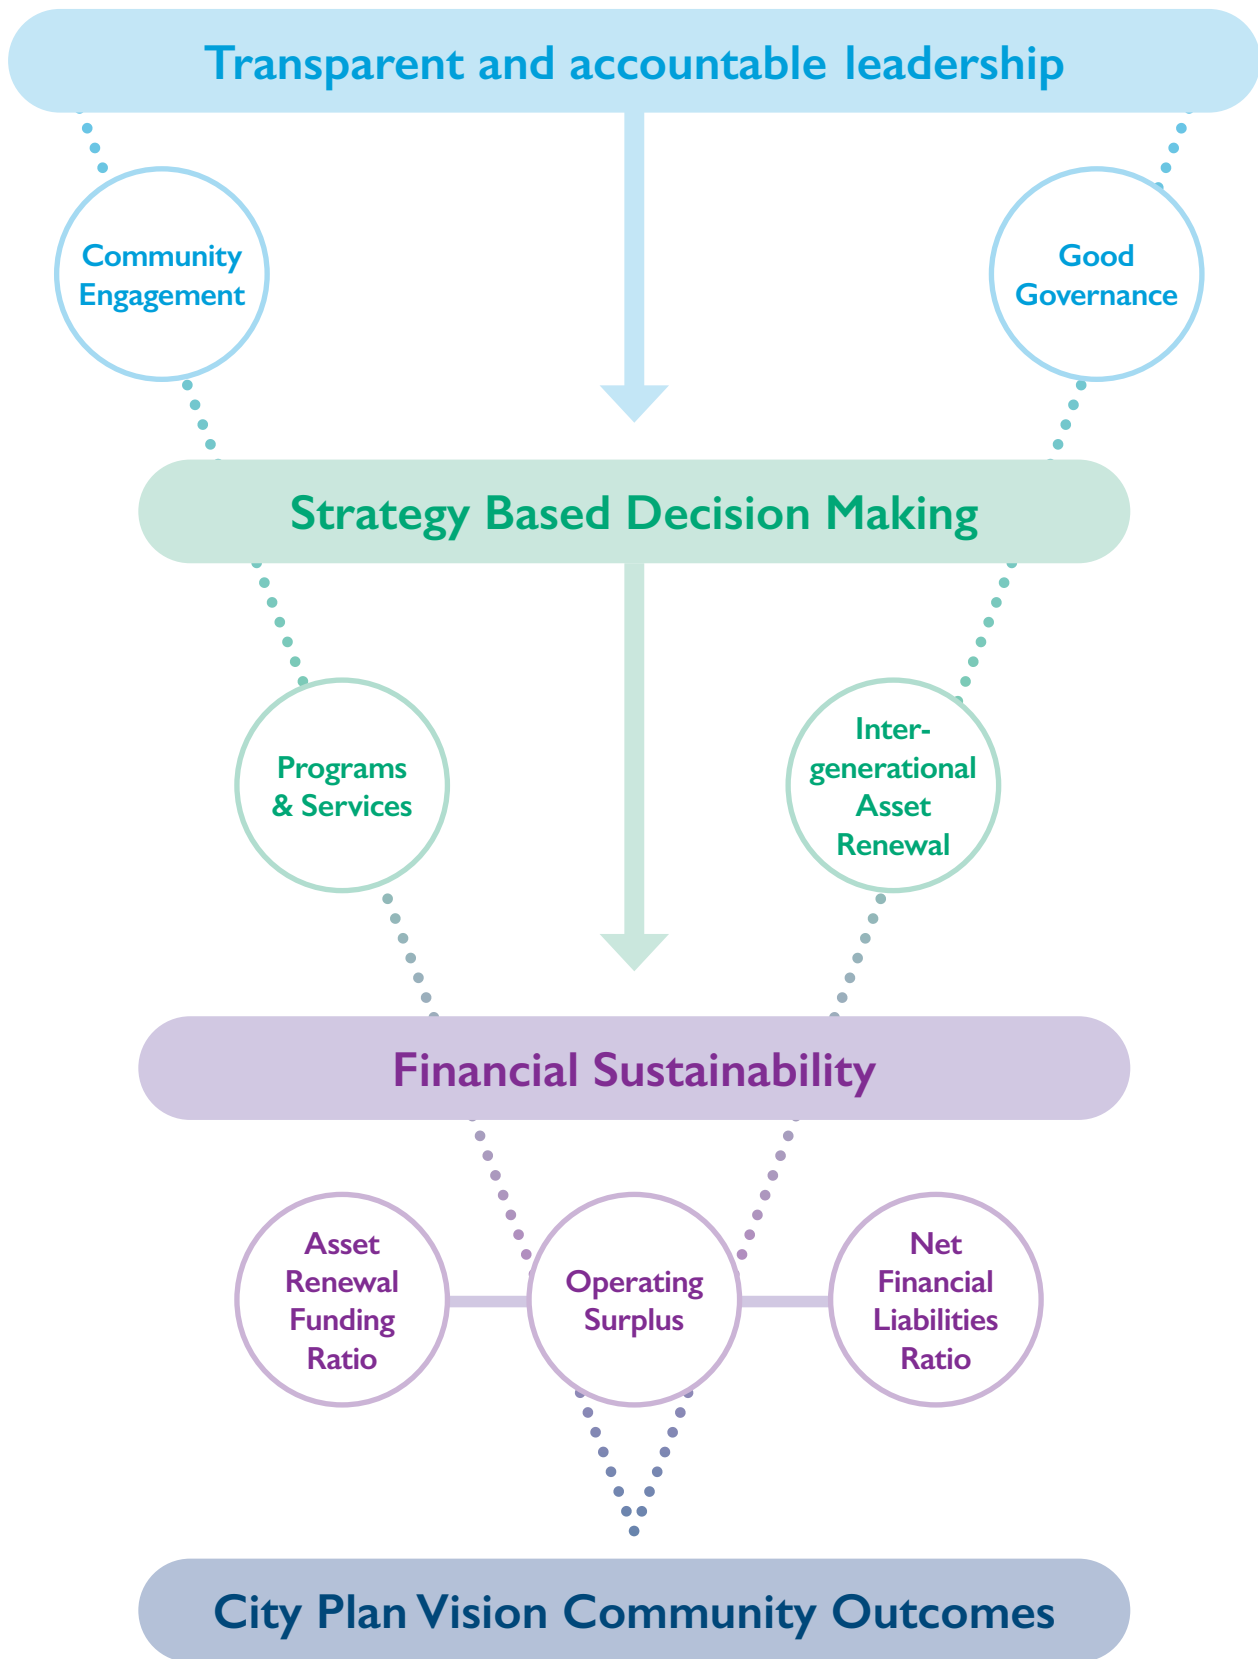 Transparent and accountable leadership
Community
Engagement
Good
Governance
Strategy Based Decision Making
Programs
& Services
Inter-
generational
Asset
Renewal
Financial Sustainability
Asset
Renewal
Funding
Ratio
Operating
Surplus
Net
Financial
Liabilities
Ratio
City Plan Vision Community Outcomes